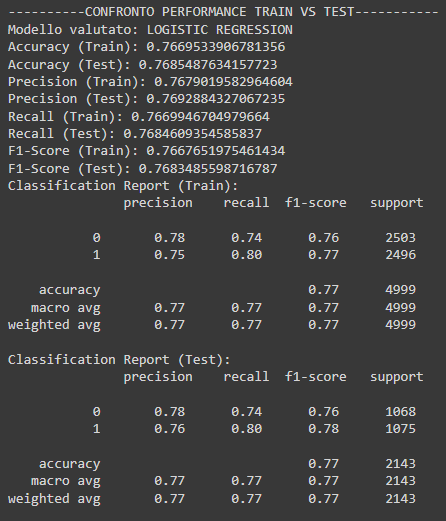 ----------CONFRONTO PERFORMANCE TRAIN VS TEST-----------
Modello valutato: LOGISTIC REGRESSION
Accuracy (Train): 0.7669533906781356
Accuracy (Test): 0.7685487634157723
Precision (Train): 0.7679019582964604
Precision (Test): 0.7692884327067235
Recall (Train): 0.7669946704979664
Recall (Test): 0.7684609354585837
F1-Score (Train): 0.7667651975461434
F1-Score (Test): 0.7683485598716787
Classification Report (Train):
precision recall f1-score support
0 0.78 0.74 0.76 2503
1 0.75 0.80 0.77 2496
accuracy 0.77 4999
macro avg 0.77 0.77 0.77 4999
weighted avg 0.77 0.77 0.77 4999
Classification Report (Test):
precision recall f1-score support
0 0.78 0.74 0.76 1068
1 0.76 0.80 0.78 1075
accuracy 0.77 2143
macro avg 0.77 0.77 0.77 2143
weighted avg 0.77 0.77 0.77 2143